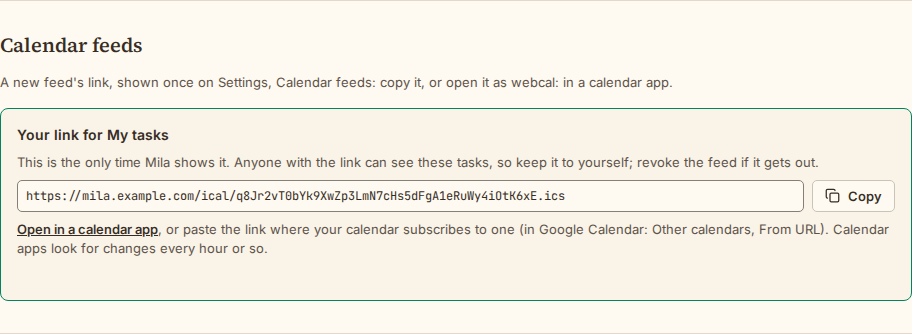 Calendar feeds
A new feed's link, shown once on Settings, Calendar feeds: copy it, or open it as webcal: in a calendar app.
Your link for My tasks
This is the only time Mila shows it. Anyone with the link can see these tasks, so keep it to yourself; revoke the feed if it gets out.
https://mila.example.com/ical/q8Jr2vT0bYk9XwZp3LmN7cHs5dFgA1eRuWy4iOtK6xE.ics
Copy
Open in a calendar app, or paste the link where your calendar subscribes to one (in Google Calendar: Other calendars, From URL). Calendar
apps look for changes every hour or so.